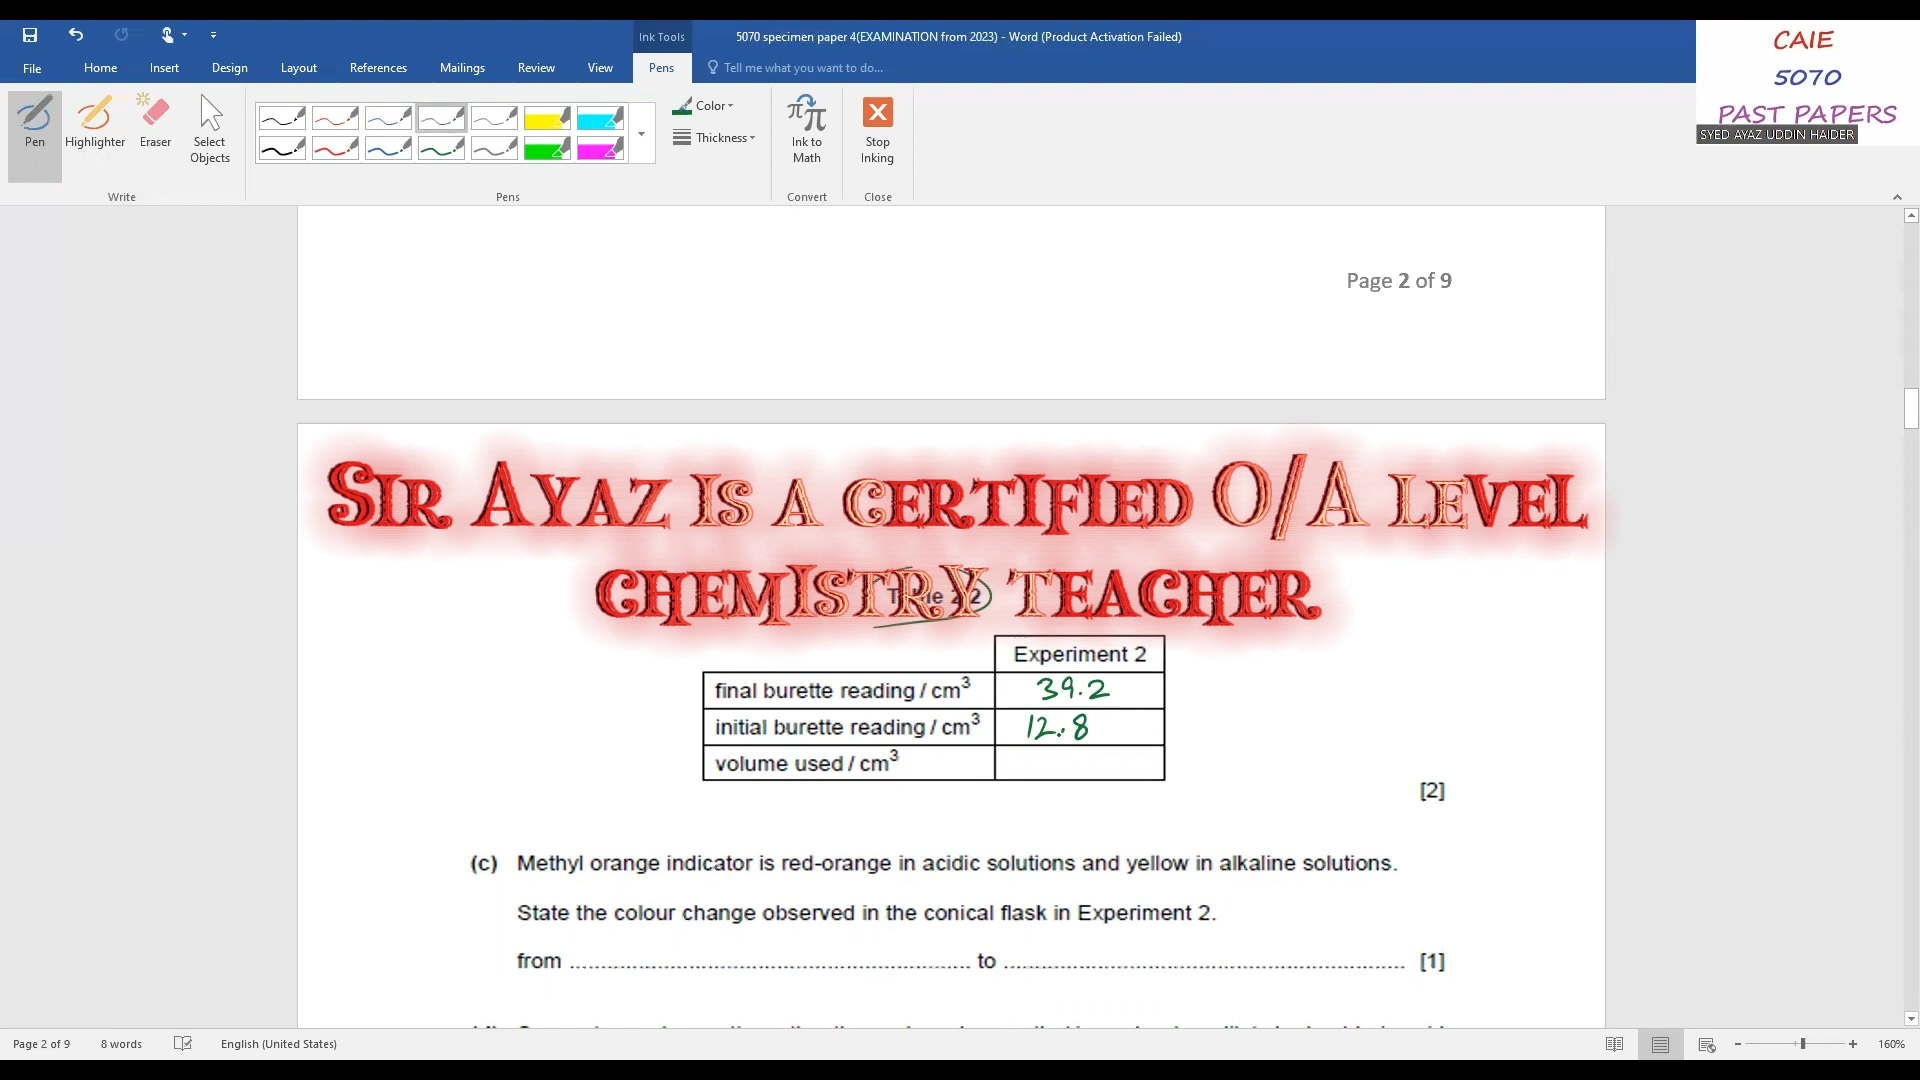 Ink Tools
5070 specimen paper 4(EXAMINATION from 2023) - Word (Product Activation Failed)
File Home Insert Design Layout References Mailings Review View Pens Tell me what you want to do...
CAIE
5070
PAST PAPERS
SYED AYAZ UDDIN HAIDER
Pen Highlighter Eraser Select Objects
Color
Thickness
Ink to Math
Stop Inking
Write Pens Convert Close
Page 2 of 9
SIR AYAZ IS A CERTIFIED O/A LEVEL
CHEMISTRY TEACHER
Experiment 2
final burette reading / cm³ 39.2
initial burette reading / cm³ 12.8
volume used / cm³
[2]
(c) Methyl orange indicator is red-orange in acidic solutions and yellow in alkaline solutions.
State the colour change observed in the conical flask in Experiment 2.
from ........................................ to ........................................ [1]
Page 2 of 9 8 words English (United States) 160%